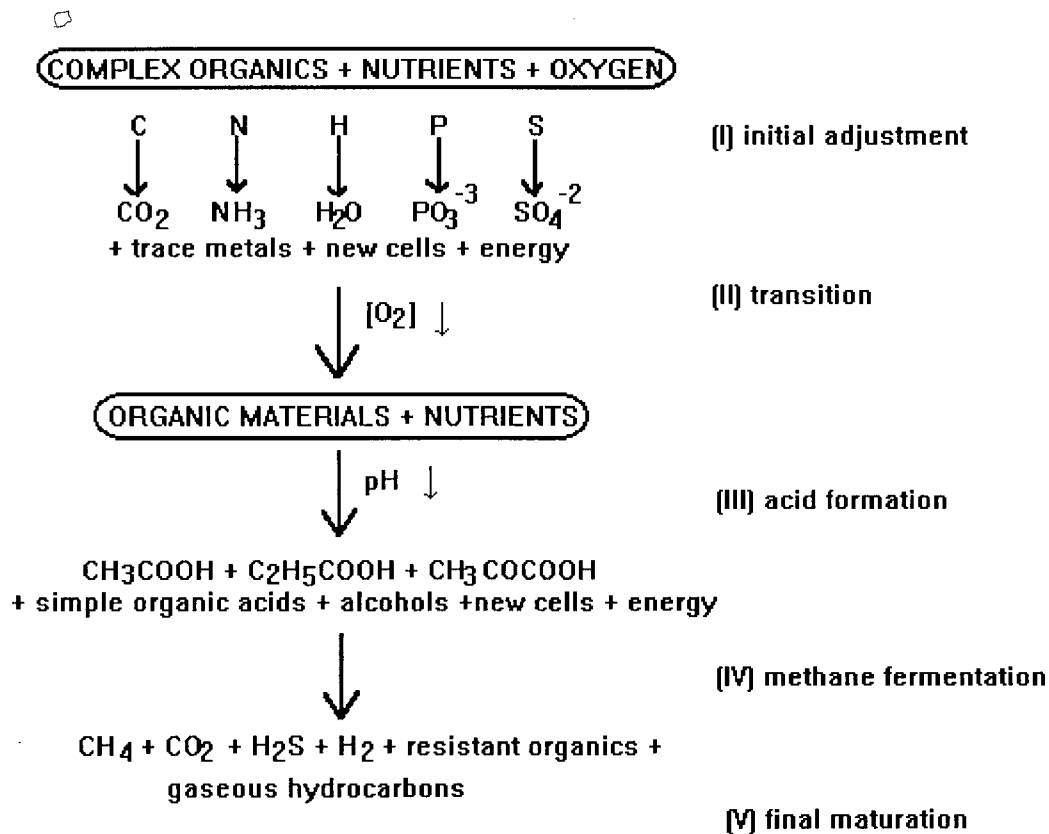 COMPLEX ORGANICS + NUTRIENTS + OXYGEN
C N H P S
(I) initial adjustment
CO2 NH3 H2O PO3-3 SO4-2
+ trace metals + new cells + energy
(II) transition
[O2] ↓
ORGANIC MATERIALS + NUTRIENTS
pH ↓
(III) acid formation
CH3COOH + C2H5COOH + CH3COCOOH
+ simple organic acids + alcohols +new cells + energy
(IV) methane fermentation
CH4 + CO2 + H2S + H2 + resistant organics +
gaseous hydrocarbons
(V) final maturation